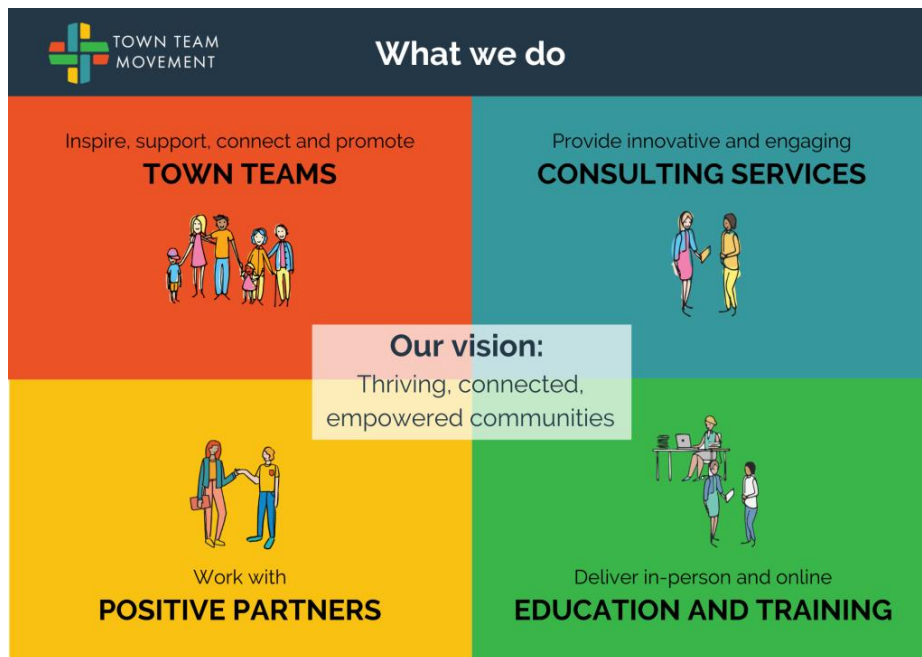 TOWN TEAM
MOVEMENT
What we do
Inspire, support, connect and promote
TOWN TEAMS
Provide innovative and engaging
CONSULTING SERVICES
Our vision:
Thriving, connected,
empowered communities
Work with
POSITIVE PARTNERS
Deliver in-person and online
EDUCATION AND TRAINING